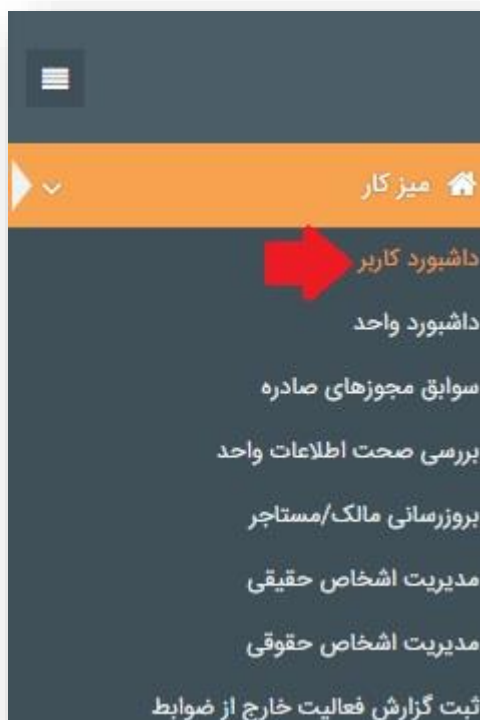 میز کار
داشبورد کاربر
داشبورد واحد
سوابق مجوزهای صادره
بررسی صحت اطلاعات واحد
بروزرسانی مالک/مستاجر
مدیریت اشخاص حقیقی
مدیریت اشخاص حقوقی
ثبت گزارش فعالیت خارج از ضوابط